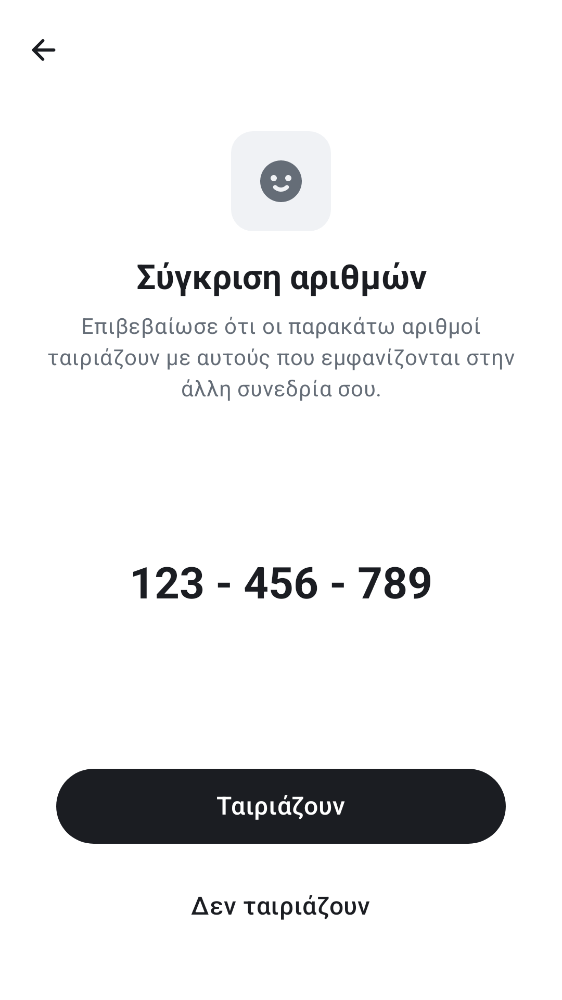 Σύγκριση αριθμών
Επιβεβαίωσε ότι οι παρακάτω αριθμοί
ταιριάζουν με αυτούς που εμφανίζονται στην
άλλη συνεδρία σου.
123 - 456 - 789
Ταιριάζουν
Δεν ταιριάζουν